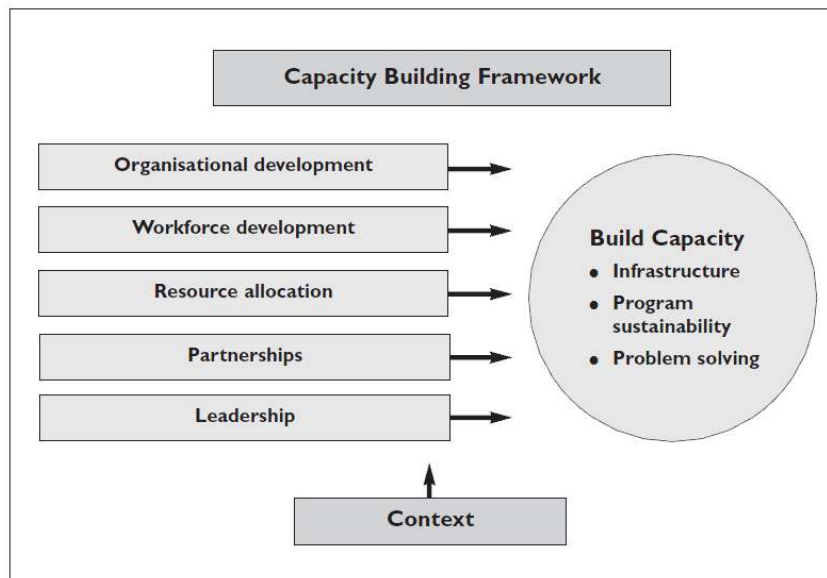 Capacity Building Framework
Organisational development
Workforce development
Resource allocation
Partnerships
Leadership
Build Capacity
• Infrastructure
• Program
sustainability
• Problem solving
Context